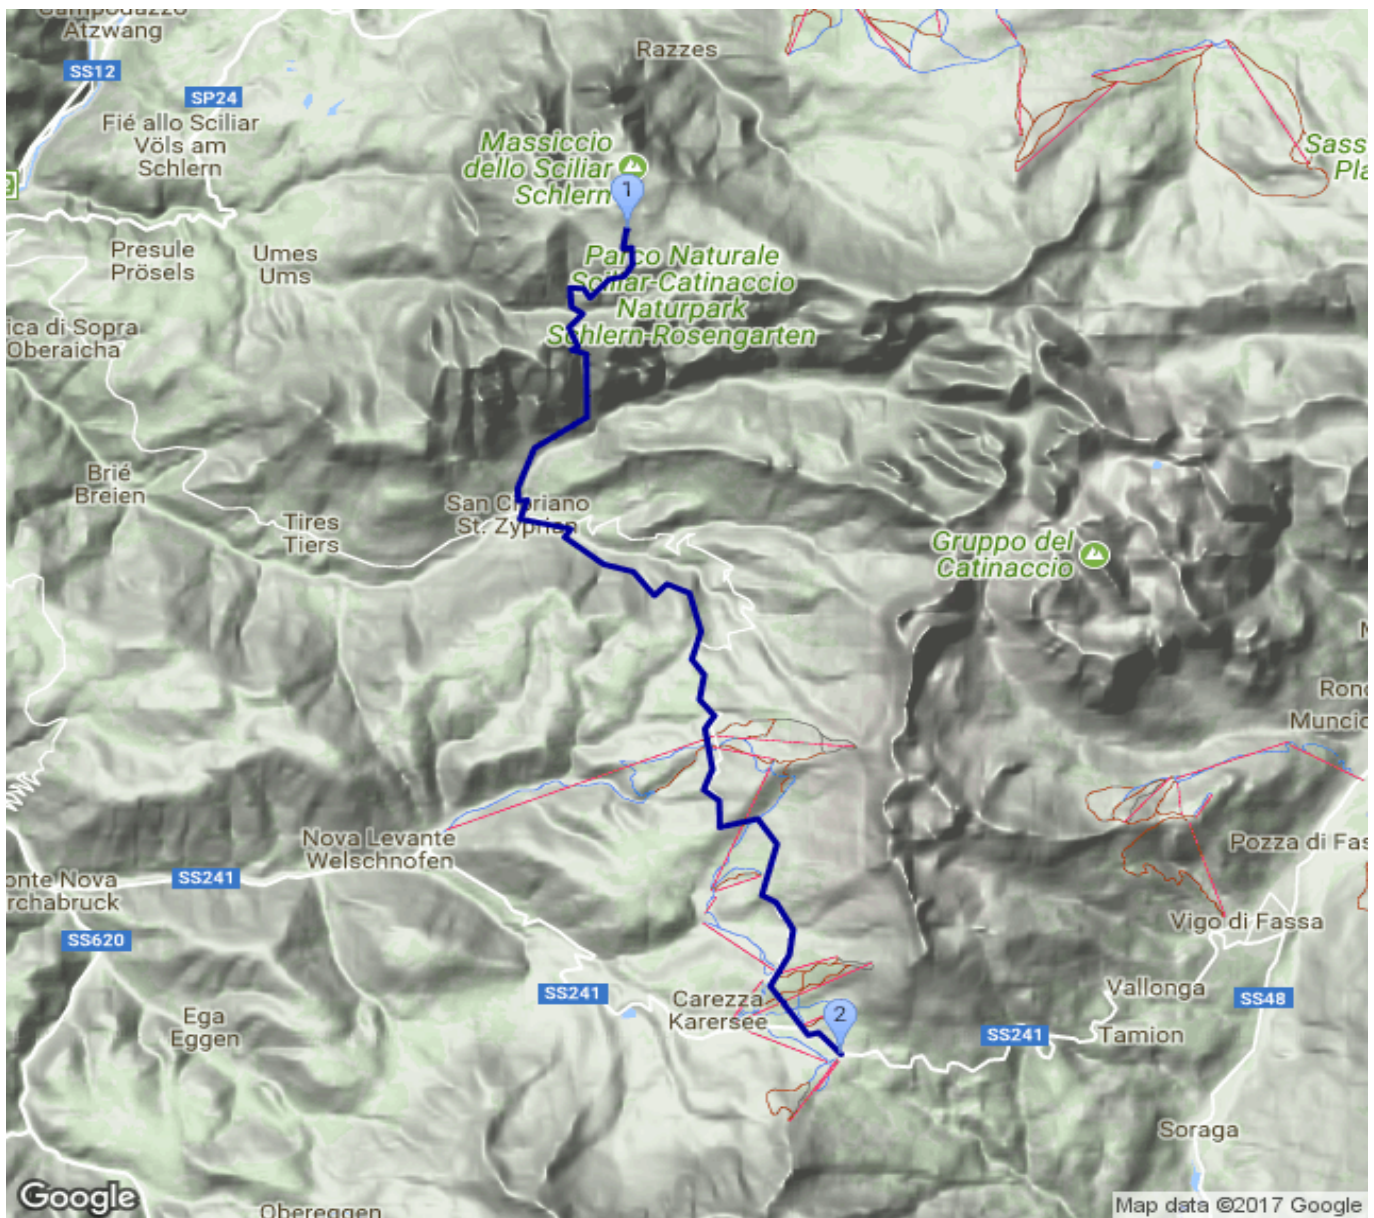 Campodazzo
Atzwang
Razzes
SS12
SP24
Fié allo Sciliar
Völs am
Schlern
Massiccio
dello Sciliar
Schlern
1
Sass
Pla
Presule
Prösels
Umes
Ums
Parco Naturale
Sciliar-Catinaccio
Naturpark
Schlern-Rosengarten
ica di Sopra
Oberaicha
Brié
Breien
San Cipriano
St. Zyprian
Tires
Tiers
Gruppo del
Catinaccio
Ronc
Muncio
Nova Levante
Welschnofen
Pozza di Fas
onte Nova
rchabruck
SS241
Vigo di Fassa
SS620
SS241
Carezza
Karersee
2
Vallonga
SS48
Ega
Eggen
SS241
Tamion
Soraga
Obereggen
Google
Map data ©2017 Google